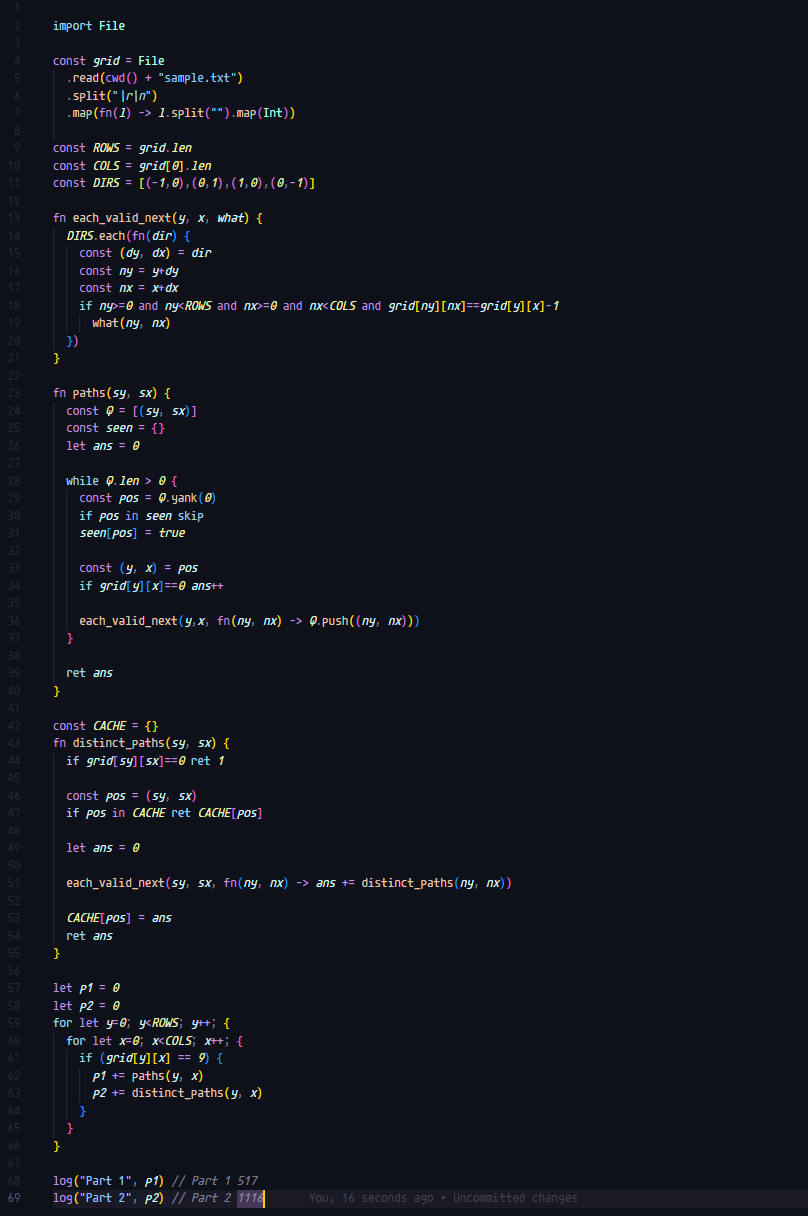 1
2 import File
3
4 const grid = File
5 .read(cwd() + "sample.txt")
6 .split("|r|n")
7 .map(fn(l) -> l.split("").map(Int))
8
9 const ROWS = grid.len
10 const COLS = grid[0].len
11 const DIRS = [(-1,0),(0,1),(1,0),(0,-1)]
12
13 fn each_valid_next(y, x, what) {
14 DIRS.each(fn(dir) {
15 const (dy, dx) = dir
16 const ny = y+dy
17 const nx = x+dx
18 if ny>=0 and ny<ROWS and nx>=0 and nx<COLS and grid[ny][nx]==grid[y][x]-1
19 what(ny, nx)
20 })
21 }
22
23 fn paths(sy, sx) {
24 const Q = [(sy, sx)]
25 const seen = {}
26 let ans = 0
27
28 while Q.len > 0 {
29 const pos = Q.yank(0)
30 if pos in seen skip
31 seen[pos] = true
32
33 const (y, x) = pos
34 if grid[y][x]==0 ans++
35
36 each_valid_next(y,x, fn(ny, nx) -> Q.push((ny, nx)))
37 }
38
39 ret ans
40 }
41
42 const CACHE = {}
43 fn distinct_paths(sy, sx) {
44 if grid[sy][sx]==0 ret 1
45
46 const pos = (sy, sx)
47 if pos in CACHE ret CACHE[pos]
48
49 let ans = 0
50
51 each_valid_next(sy, sx, fn(ny, nx) -> ans += distinct_paths(ny, nx))
52
53 CACHE[pos] = ans
54 ret ans
55 }
56
57 let p1 = 0
58 let p2 = 0
59 for let y=0; y<ROWS; y++; {
60 for let x=0; x<COLS; x++; {
61 if (grid[y][x] == 9) {
62 p1 += paths(y, x)
63 p2 += distinct_paths(y, x)
64 }
65 }
66 }
67
68 log("Part 1", p1) // Part 1 517
69 log("Part 2", p2) // Part 2 1116 You, 16 seconds ago • Uncommitted changes